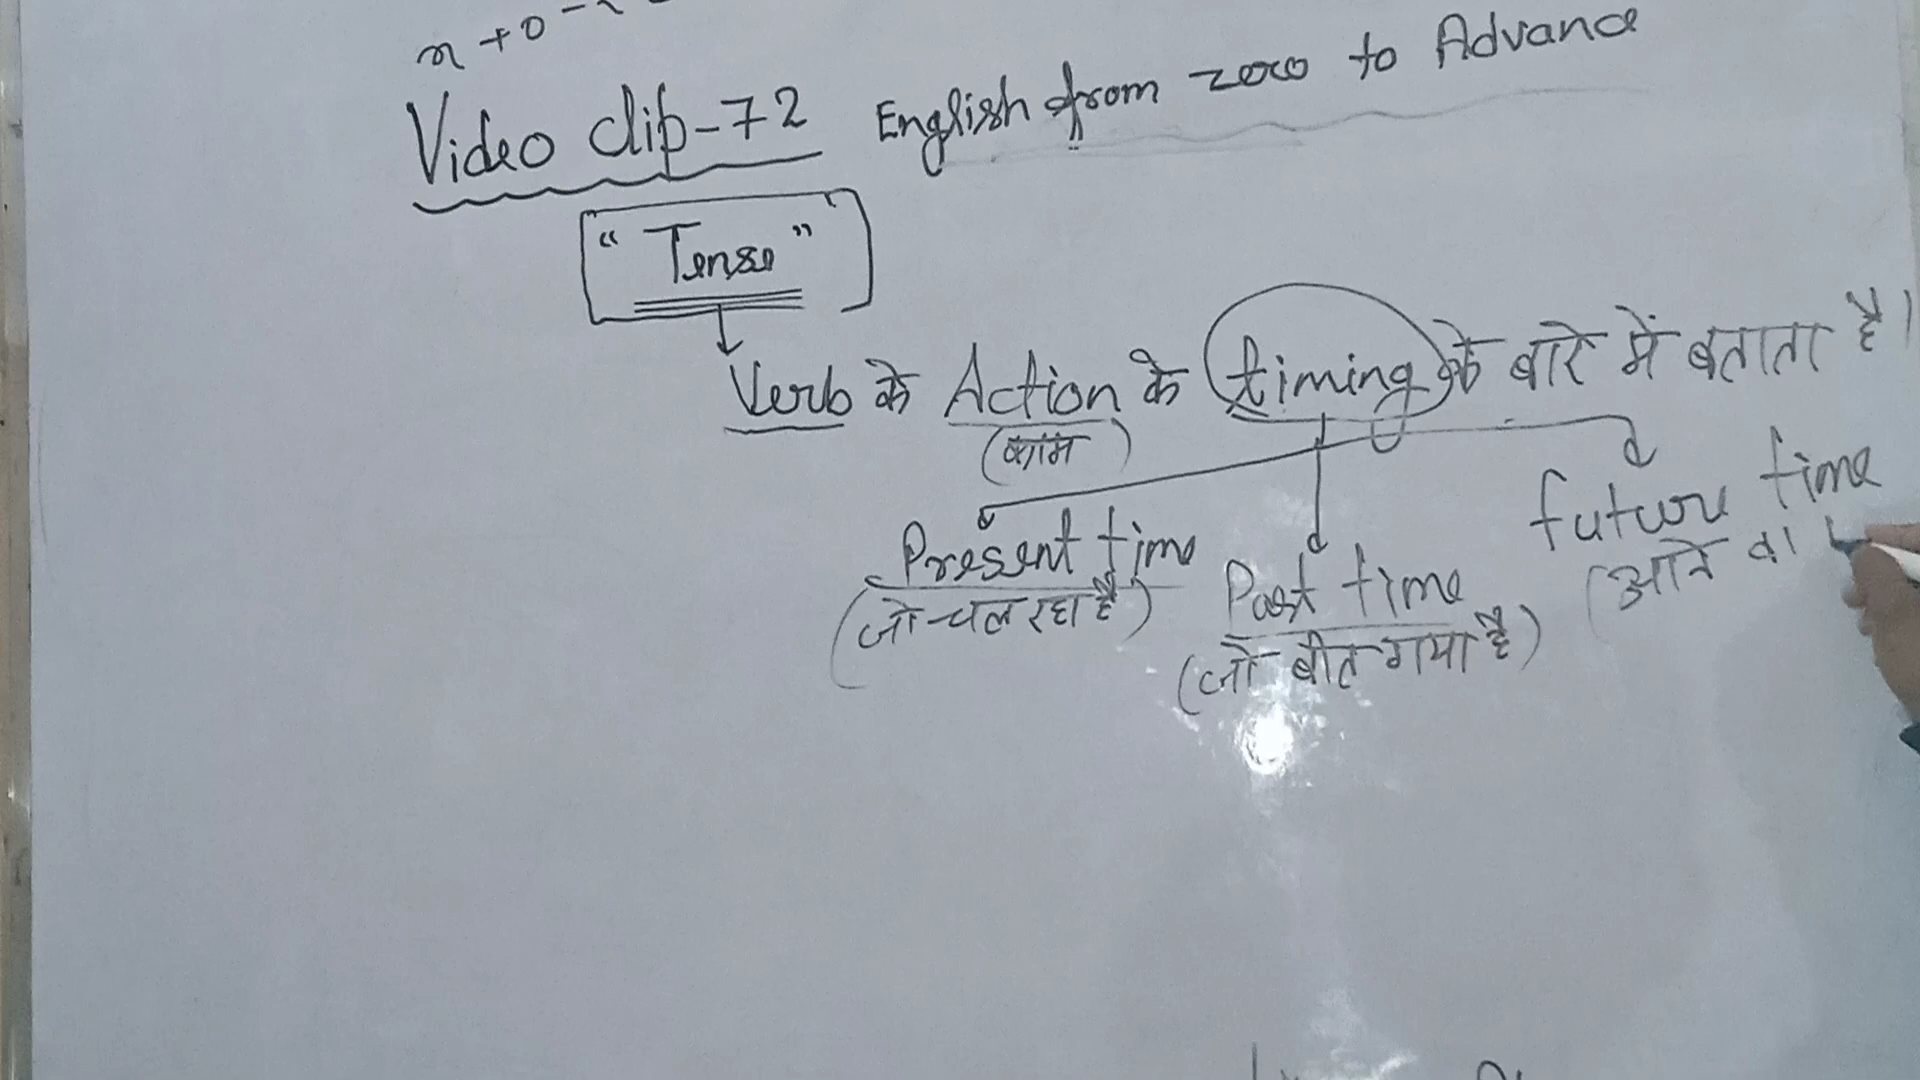 Video clip-72 English from zero to Advance
“Tense”
Verb के Action के timing के बारे में बताता है।
(काम)
Present time Past time future time
(जो चल रहा है) (जो बीत गया है) (आने वा